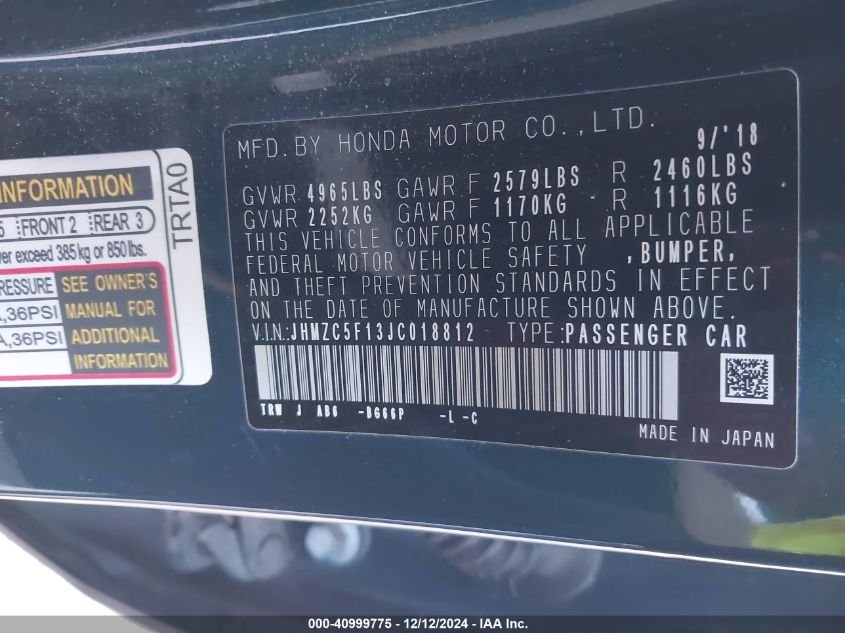 MFD.BY HONDA MOTOR CO.,LTD. 9/'18
GVWR 4965LBS GAWR F 2579LBS R 2460LBS
GVWR 2252KG GAWR F 1170KG - R 1116KG
THIS VEHICLE CONFORMS TO ALL APPLICABLE
FEDERAL MOTOR VEHICLE SAFETY ,BUMPER,
AND THEFT PREVENTION STANDARDS IN EFFECT
ON THE DATE OF MANUFACTURE SHOWN ABOVE.
V.IN.:JHMZC5F13JC018812 TYPE:PASSENGER CAR
TRW J AB6 -BG66P -L -C
MADE IN JAPAN
INFORMATION
5 FRONT 2 REAR 3
exceed 385 kg or 850 lbs.
SEE OWNER'S
,36PSI MANUAL FOR
,36PSI ADDITIONAL
INFORMATION
TRTA0
000-40999775 - 12/12/2024 - IAA Inc.